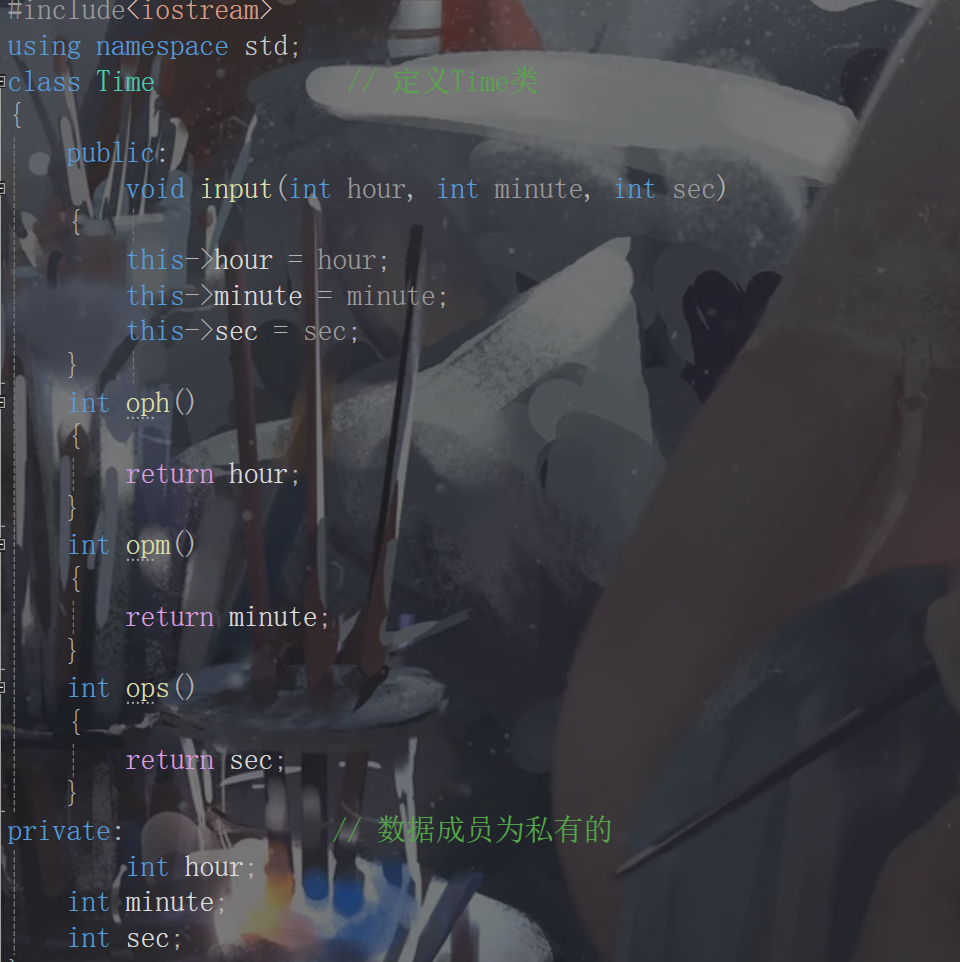 #include<iostream>
using namespace std;
class Time // 定义Time类
{
public:
void input(int hour, int minute, int sec)
{
this->hour = hour;
this->minute = minute;
this->sec = sec;
}
int oph()
{
return hour;
}
int opm()
{
return minute;
}
int ops()
{
return sec;
}
private: // 数据成员为私有的
int hour;
int minute;
int sec;